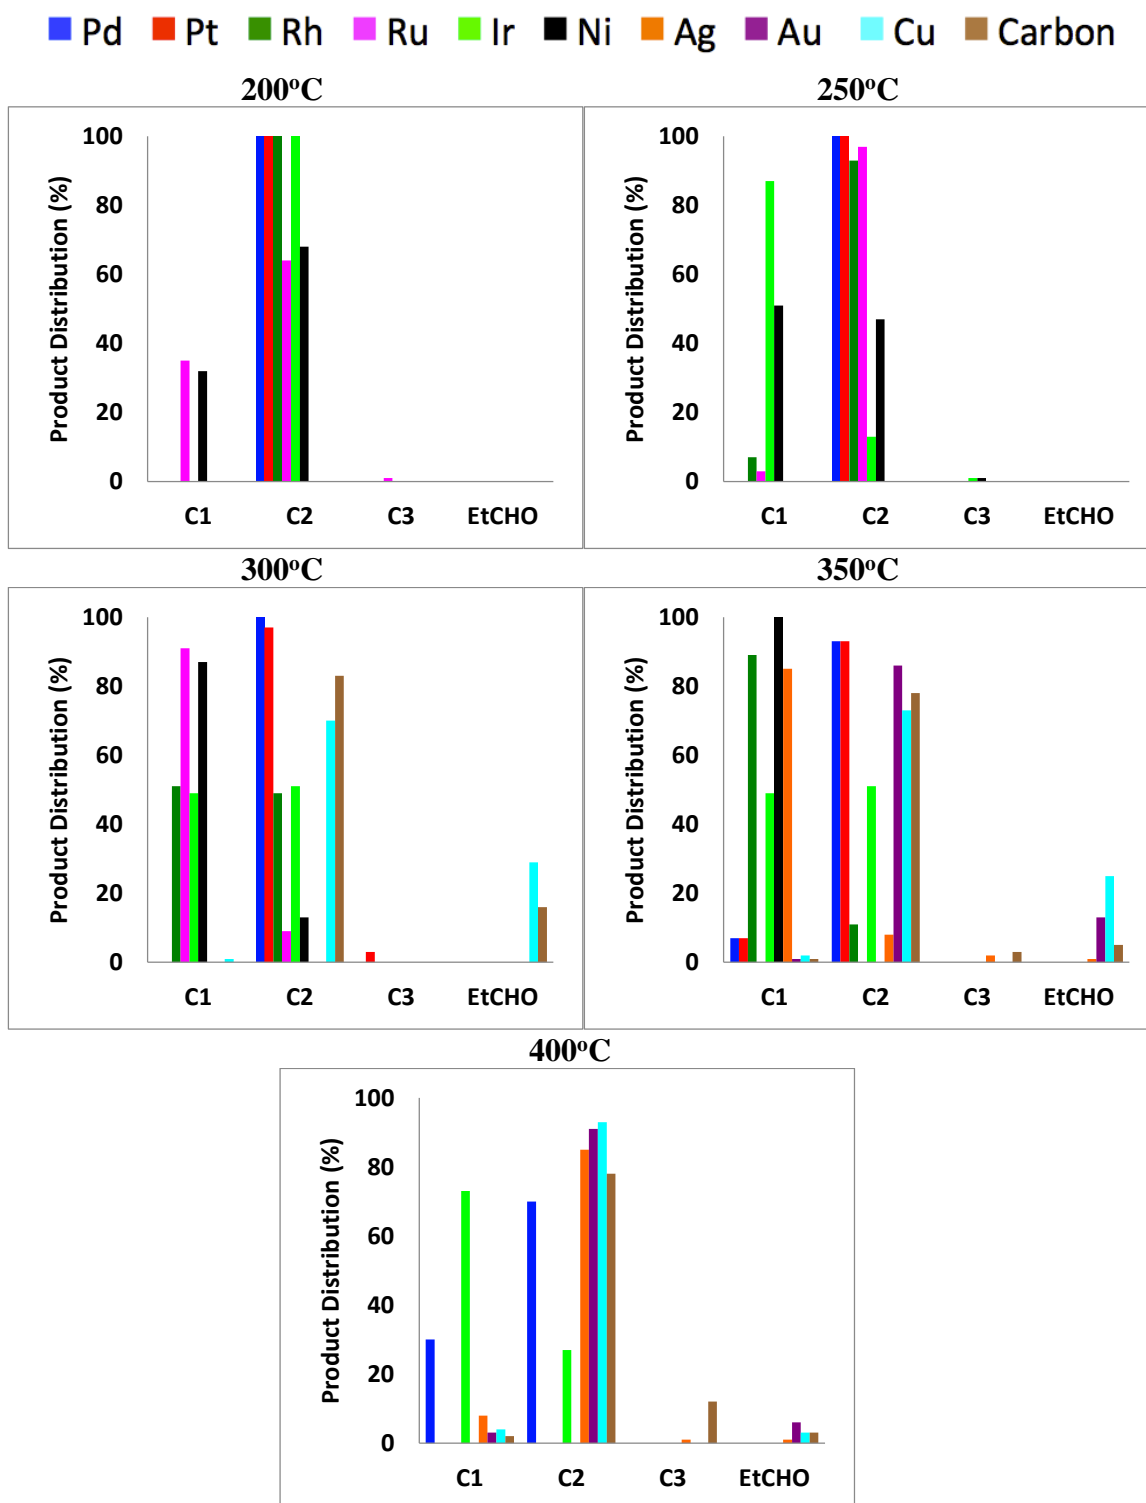 Pd Pt Rh Ru Ir Ni Ag Au Cu Carbon
200°C
Product Distribution (%)
100
80
60
40
20
0
C1 C2 C3 EtCHO
250°C
Product Distribution (%)
100
80
60
40
20
0
C1 C2 C3 EtCHO
300°C
Product Distribution (%)
100
80
60
40
20
0
C1 C2 C3 EtCHO
350°C
Product Distribution (%)
100
80
60
40
20
0
C1 C2 C3 EtCHO
400°C
Product Distribution (%)
100
80
60
40
20
0
C1 C2 C3 EtCHO